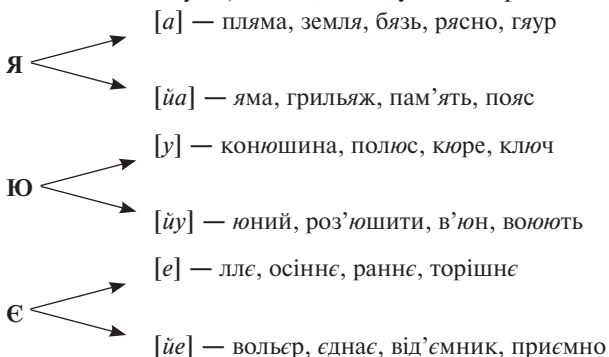 [а] — пляма, земля, бязь, рясно, гяур
Я
[йа] — яма, грильяж, пам’ять, пояс
[у] — конюшина, полюс, кюре, ключ
Ю
[йу] — юний, роз’юшити, в’юн, воюють
[е] — ллє, осіннє, раннє, торішнє
Є
[йе] — вольєр, єднає, від’ємник, приємно